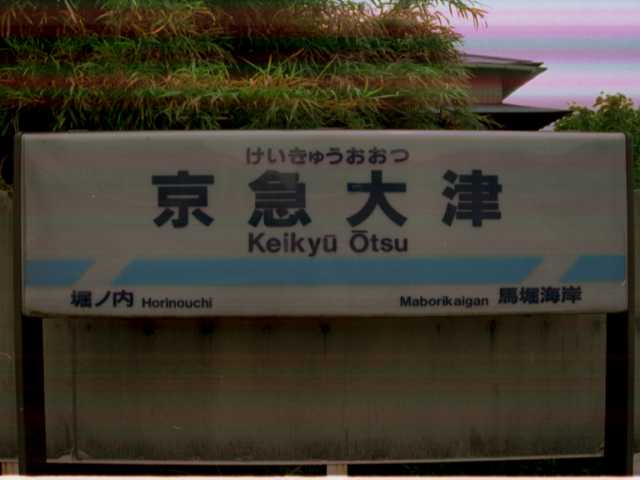 けいきゅうおおつ
京急大津
Keikyū Ōtsu
堀ノ内 Horinouchi
Maborikaigan 馬堀海岸